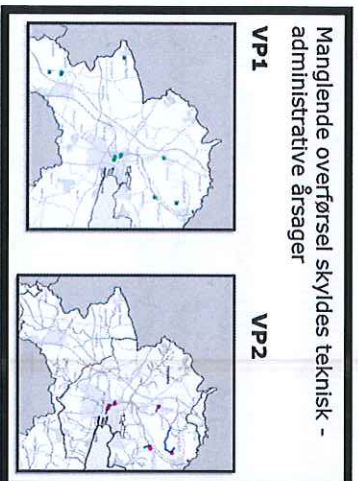 Manglende overførsel skyldes teknisk -
administrative årsager
VP1
VP2